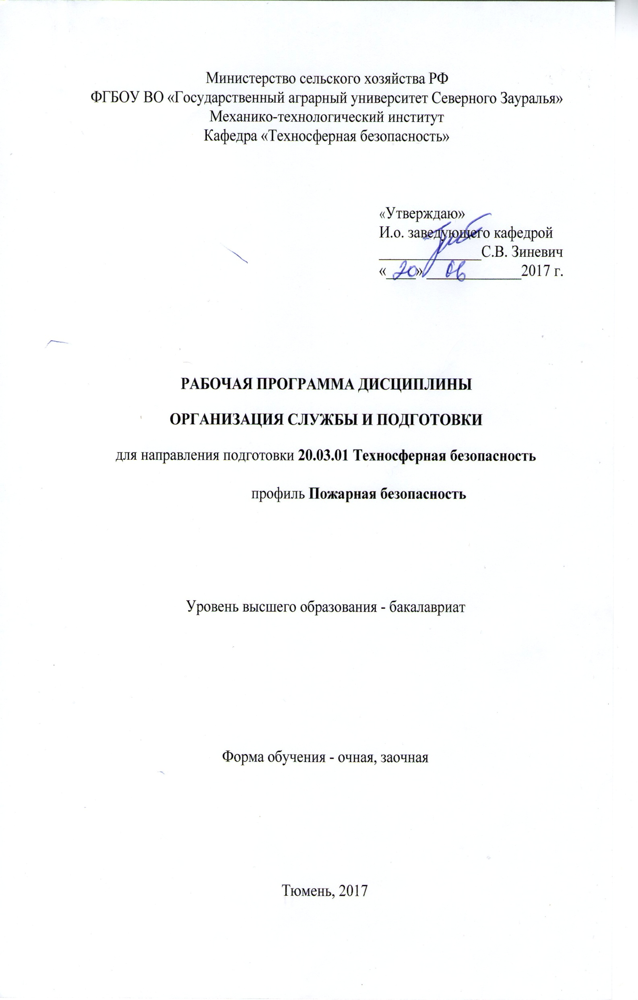 Министерство сельского хозяйства РФ
ФГБОУ ВО «Государственный аграрный университет Северного Зауралья»
Механико-технологический институт
Кафедра «Техносферная безопасность»
«Утверждаю»
И.о. заведующего кафедрой
_____________С.В. Зиневич
«20» 06 2017 г.
РАБОЧАЯ ПРОГРАММА ДИСЦИПЛИНЫ
ОРГАНИЗАЦИЯ СЛУЖБЫ И ПОДГОТОВКИ
для направления подготовки 20.03.01 Техносферная безопасность
профиль Пожарная безопасность
Уровень высшего образования - бакалавриат
Форма обучения - очная, заочная
Тюмень, 2017